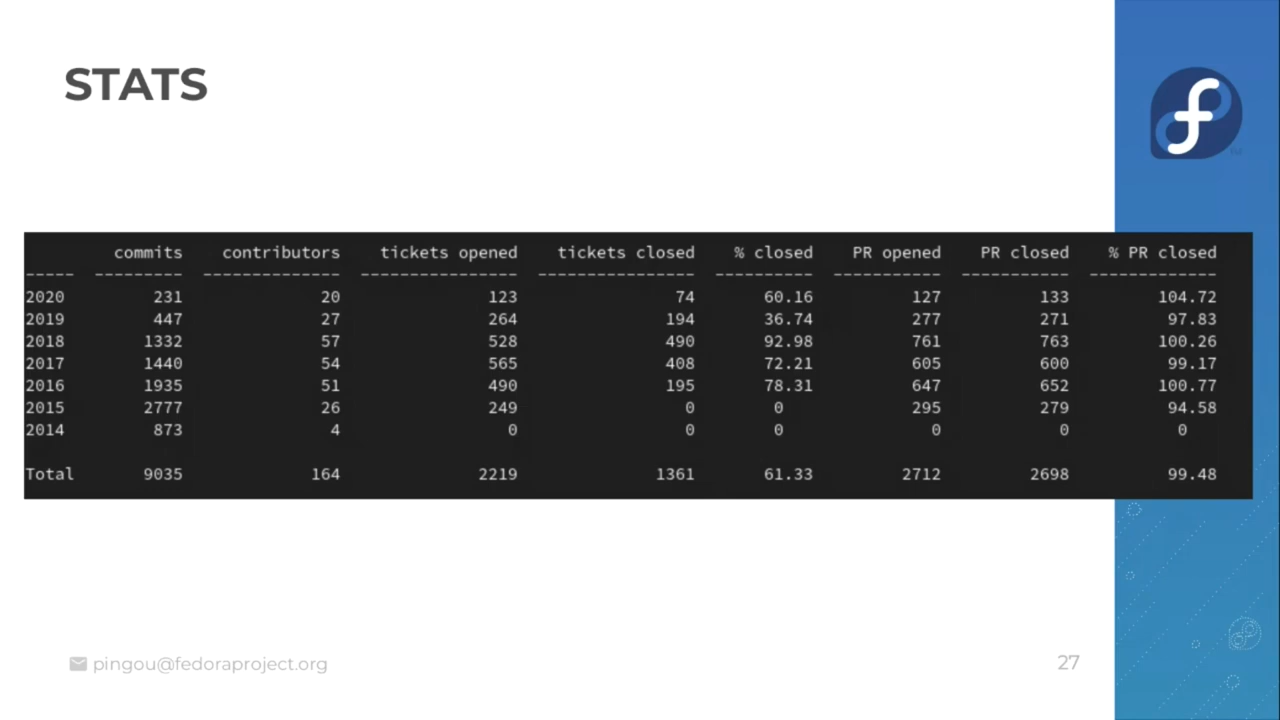 STATS
commits contributors tickets opened tickets closed % closed PR opened PR closed % PR closed
----- --------- -------------- ---------------- ---------------- ---------- ----------- ----------- -------------
2020 231 20 123 74 60.16 127 133 104.72
2019 447 27 264 194 36.74 277 271 97.83
2018 1332 57 528 490 92.98 761 763 100.26
2017 1440 54 565 408 72.21 605 600 99.17
2016 1935 51 490 195 78.31 647 652 100.77
2015 2777 26 249 0 0 295 279 94.58
2014 873 4 0 0 0 0 0 0
Total 9035 164 2219 1361 61.33 2712 2698 99.48
pingou@fedoraproject.org 27